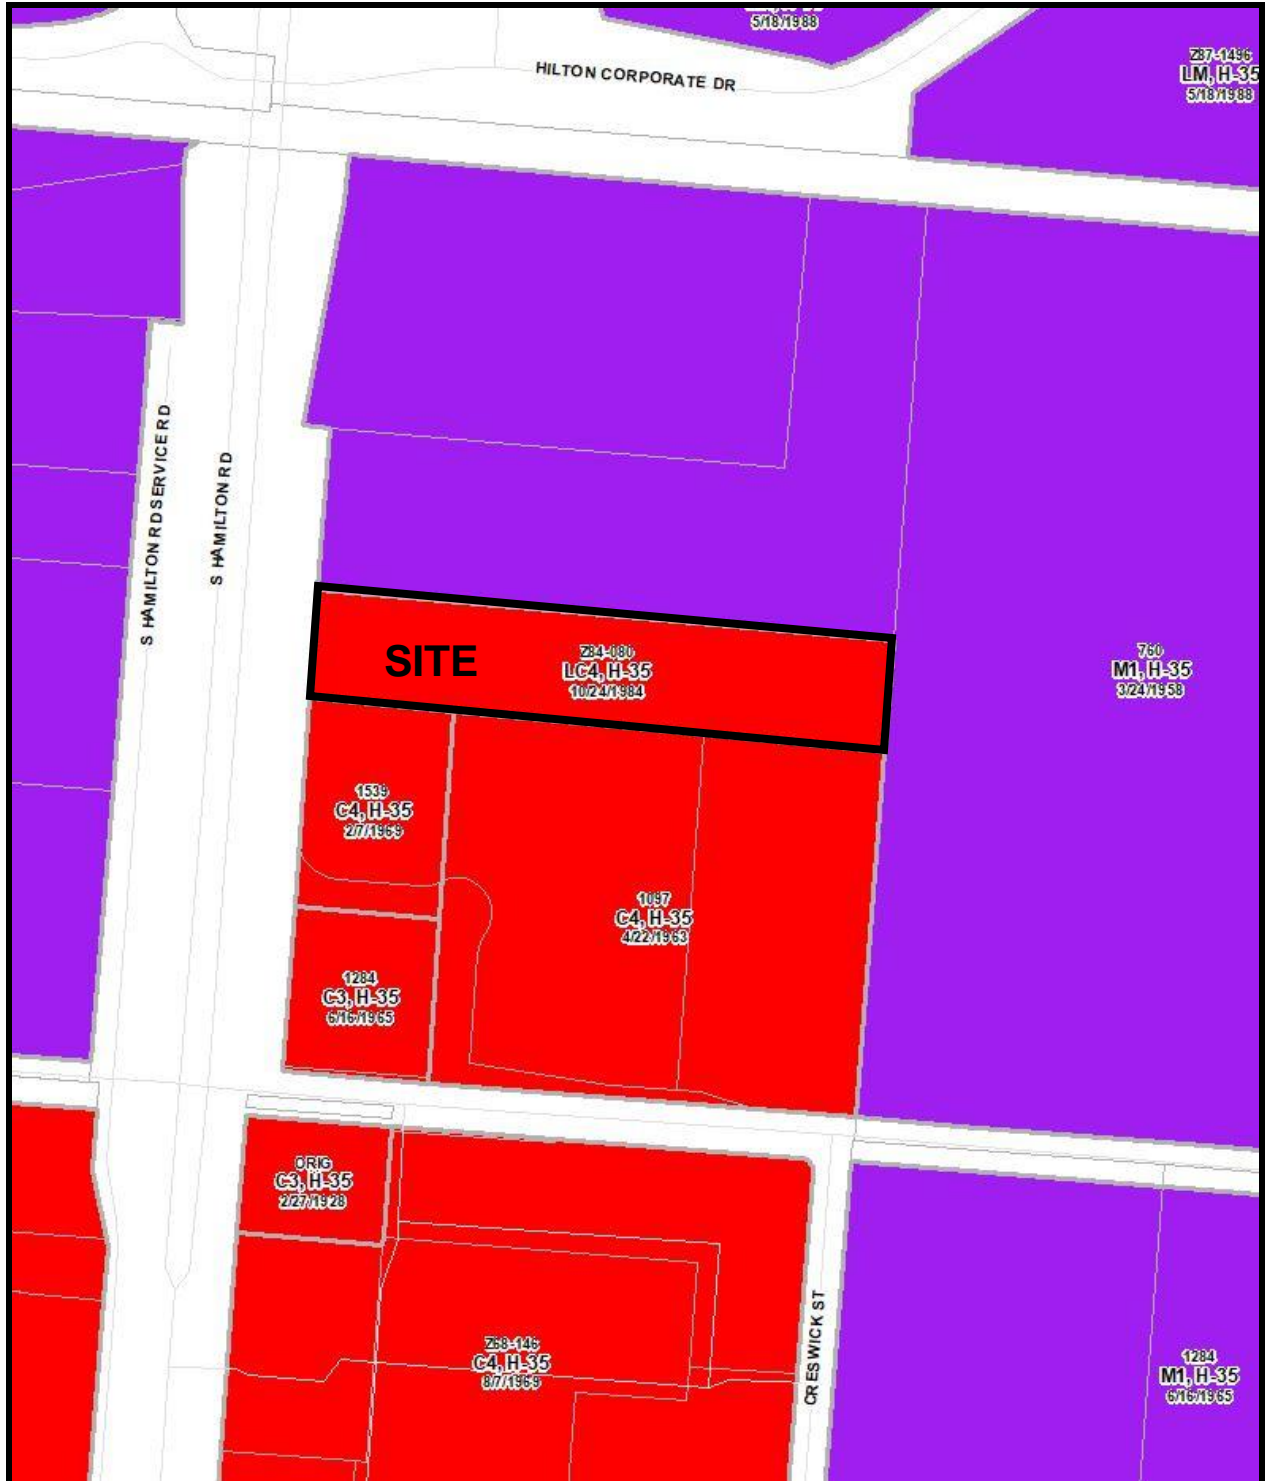 5/18/1988
HILTON CORPORATE DR
Z87-1496
LM, H-35
5/18/1988
S HAMILTON RD SERVICE RD
S HAMILTON RD
SITE
Z84-080
LC4, H-35
10/24/1984
760
M1, H-35
3/24/1958
1539
C4, H-35
2/7/1969
1097
C4, H-35
4/22/1963
1284
C3, H-35
6/16/1965
ORIG
C3, H-35
2/27/1928
CRESWICK ST
Z68-146
C4, H-35
8/7/1969
1284
M1, H-35
6/16/1965